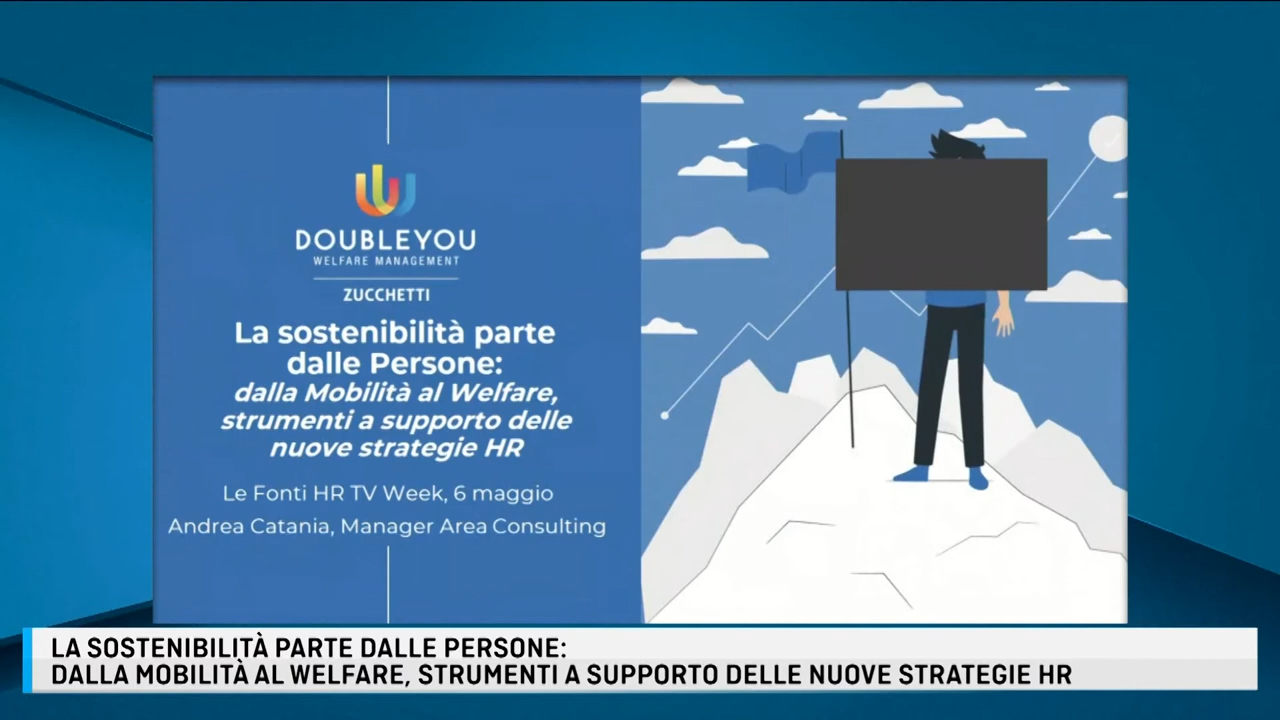 DOUBLEYOU
WELFARE MANAGEMENT
ZUCCHETTI
La sostenibilità parte
dalle Persone:
dalla Mobilità al Welfare,
strumenti a supporto delle
nuove strategie HR
Le Fonti HR TV Week, 6 maggio
Andrea Catania, Manager Area Consulting
LA SOSTENIBILITÀ PARTE DALLE PERSONE:
DALLA MOBILITÀ AL WELFARE, STRUMENTI A SUPPORTO DELLE NUOVE STRATEGIE HR